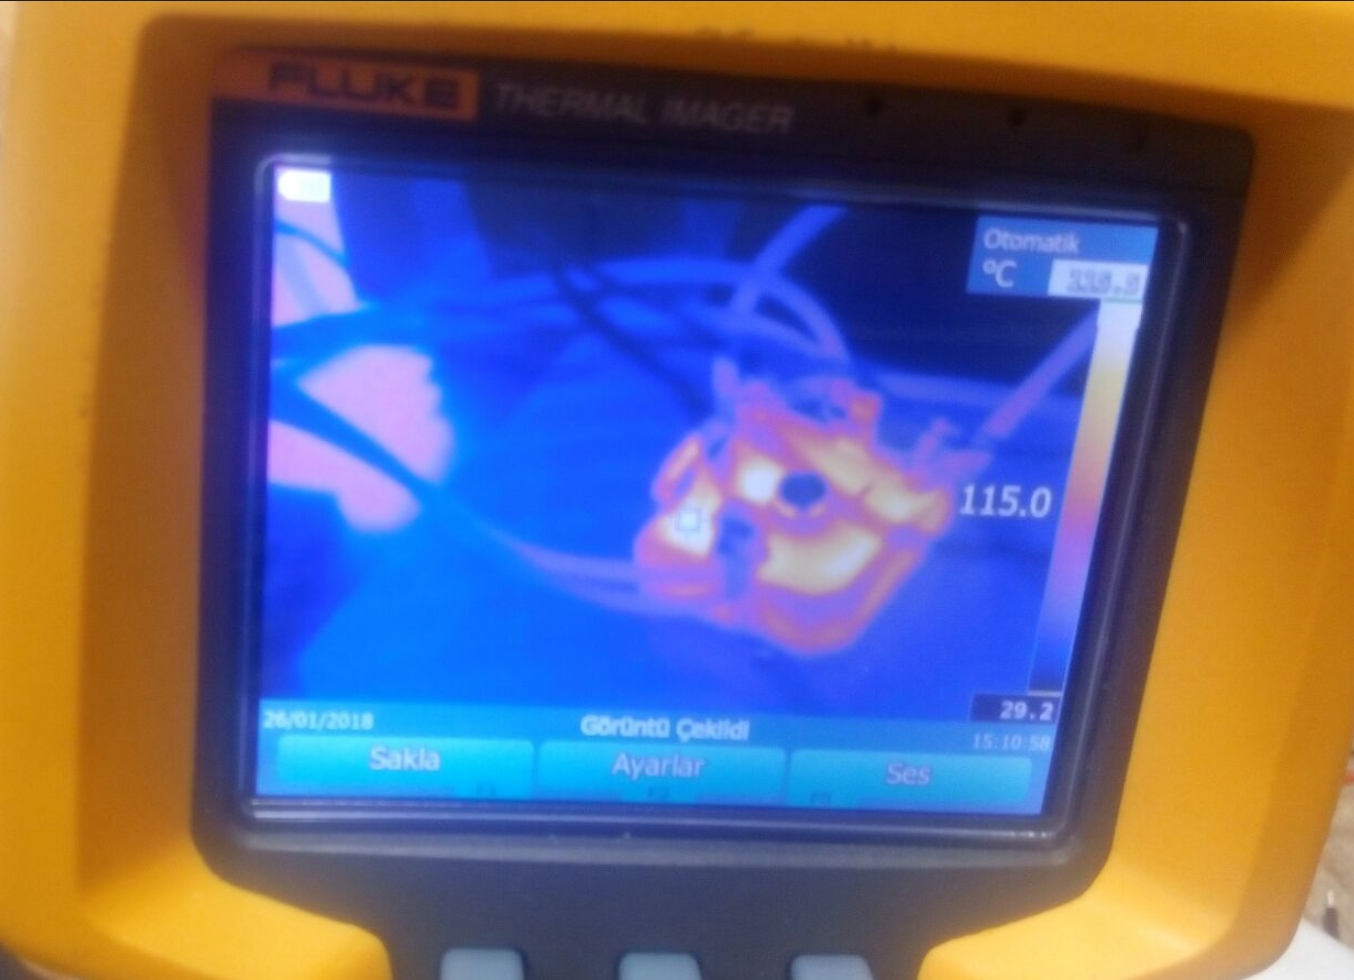 FLUKE THERMAL IMAGER
Otomatik
°C
115.0
29.2
26/01/2018
Görüntü Çekildi
15:10:58
Sakla
Ayarlar
Ses